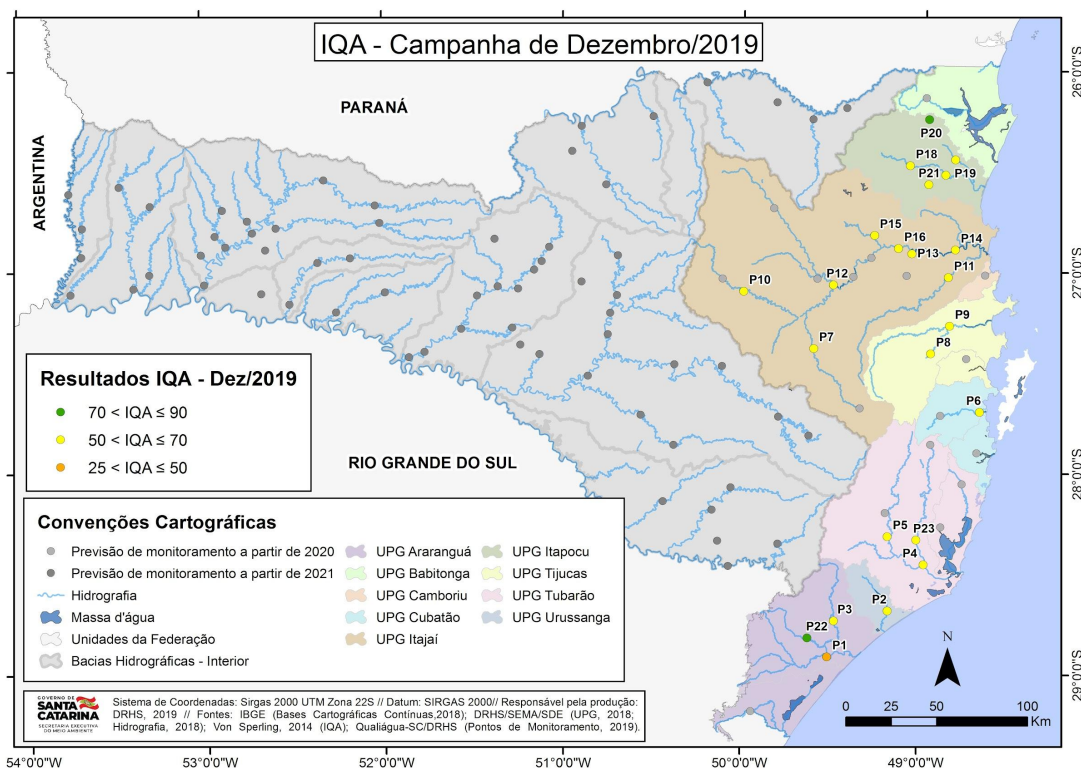 IQA - Campanha de Dezembro/2019
PARANÁ
ARGENTINA
RIO GRANDE DO SUL
26°0'0"S
27°0'0"S
28°0'0"S
29°0'0"S
P20
P18
P19
P21
P15
P16
P13
P14
P11
P12
P10
P7
P9
P8
P6
P5
P23
P4
P2
P3
P22
P1
Resultados IQA - Dez/2019
70 < IQA ≤ 90
50 < IQA ≤ 70
25 < IQA ≤ 50
Convenções Cartográficas
Previsão de monitoramento a partir de 2020
Previsão de monitoramento a partir de 2021
Hidrografia
Massa d'água
Unidades da Federação
Bacias Hidrográficas - Interior
UPG Araranguá
UPG Babitonga
UPG Camboriu
UPG Cubatão
UPG Itajaí
UPG Itapocu
UPG Tijucas
UPG Tubarão
UPG Urussanga
GOVERNO DE
SANTA
CATARINA
SECRETARIA EXECUTIVA
DO MEIO AMBIENTE
Sistema de Coordenadas: Sirgas 2000 UTM Zona 22S // Datum: SIRGAS 2000// Responsável pela produção:
DRHS, 2019 // Fontes: IBGE (Bases Cartográficas Contínuas,2018); DRHS/SEMA/SDE (UPG, 2018;
Hidrografia, 2018); Von Sperling, 2014 (IQA); Qualiágua-SC/DRHS (Pontos de Monitoramento, 2019).
N
0 25 50 100
Km
54°0'0"W 53°0'0"W 52°0'0"W 51°0'0"W 50°0'0"W 49°0'0"W